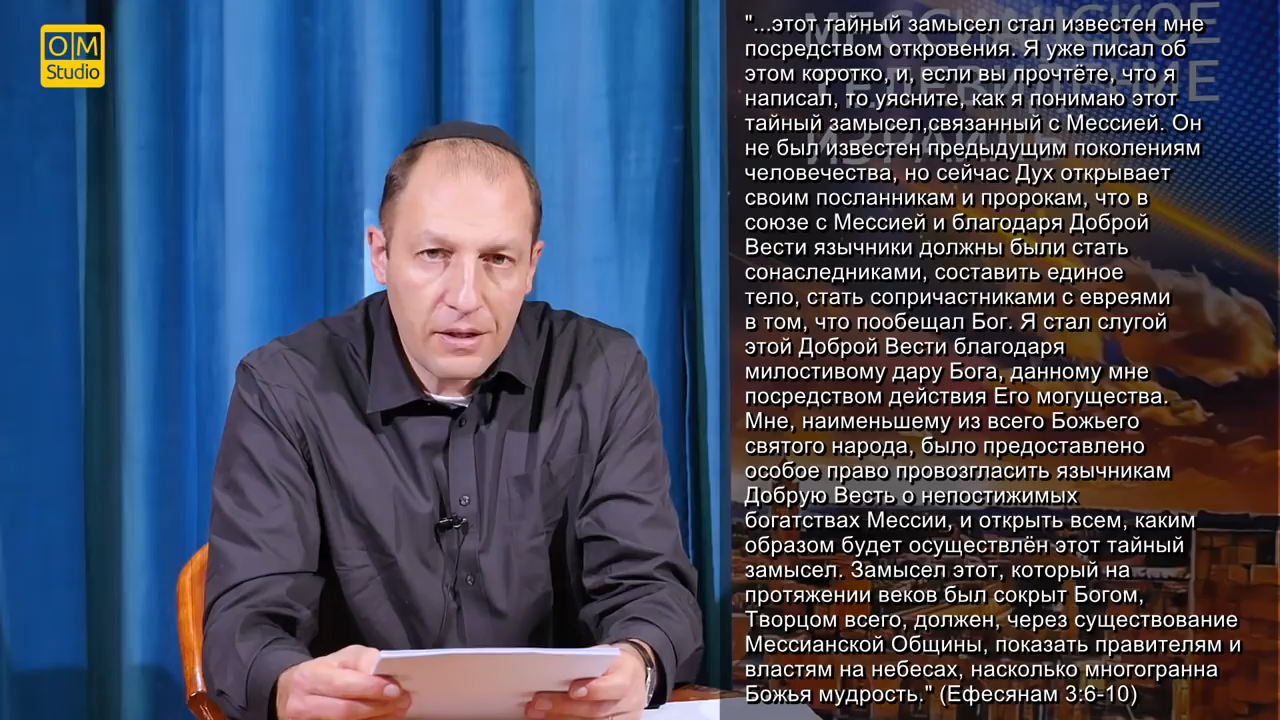 OM
Studio
МЕССИАНСКОЕ
ТЕЛЕВИДЕНИЕ
ИЗРАИЛЬ
"...этот тайный замысел стал известен мне
посредством откровения. Я уже писал об
этом коротко, и, если вы прочтёте, что я
написал, то уясните, как я понимаю этот
тайный замысел,связанный с Мессией. Он
не был известен предыдущим поколениям
человечества, но сейчас Дух открывает
своим посланникам и пророкам, что в
союзе с Мессией и благодаря Доброй
Вести язычники должны были стать
сонаследниками, составить единое
тело, стать сопричастниками с евреями
в том, что пообещал Бог. Я стал слугой
этой Доброй Вести благодаря
милостивому дару Бога, данному мне
посредством действия Его могущества.
Мне, наименьшему из всего Божьего
святого народа, было предоставлено
особое право провозгласить язычникам
Добрую Весть о непостижимых
богатствах Мессии, и открыть всем, каким
образом будет осуществлён этот тайный
замысел. Замысел этот, который на
протяжении веков был сокрыт Богом,
Творцом всего, должен, через существование
Мессианской Общины, показать правителям и
властям на небесах, насколько многогранна
Божья мудрость." (Ефесянам 3:6-10)